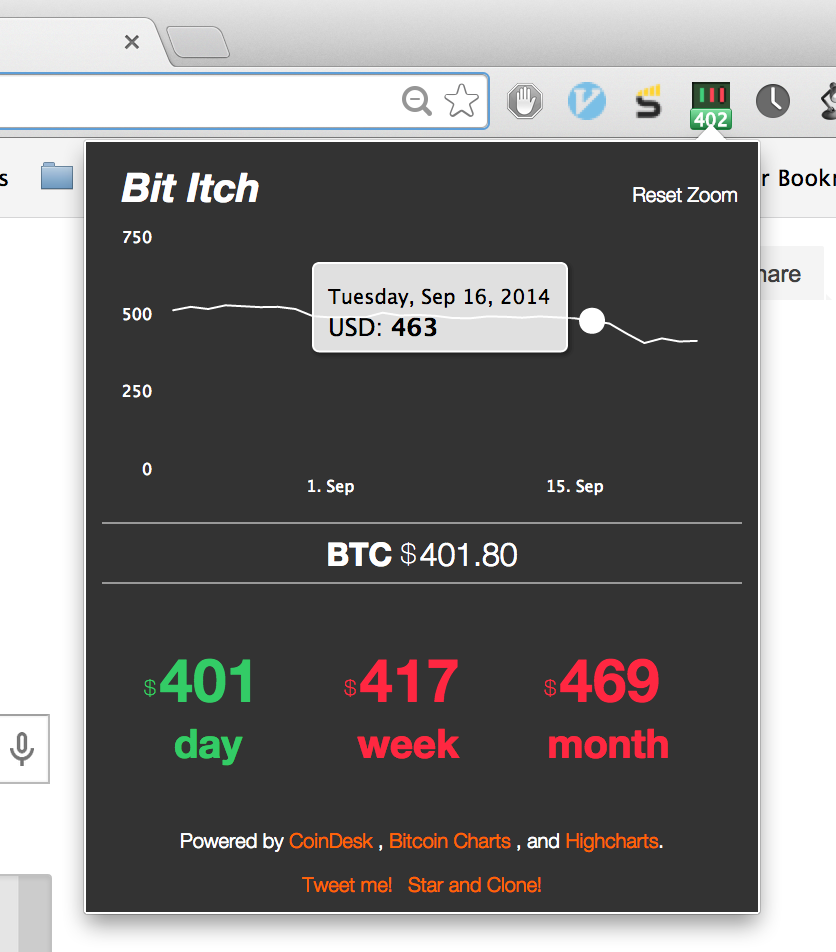 402
s
r Bookr
hare
Bit Itch
Reset Zoom
750
Tuesday, Sep 16, 2014
500
USD: 463
250
0
1. Sep
15. Sep
BTC $401.80
$401
$417
$469
day
week
month
Powered by CoinDesk , Bitcoin Charts , and Highcharts.
Tweet me! Star and Clone!